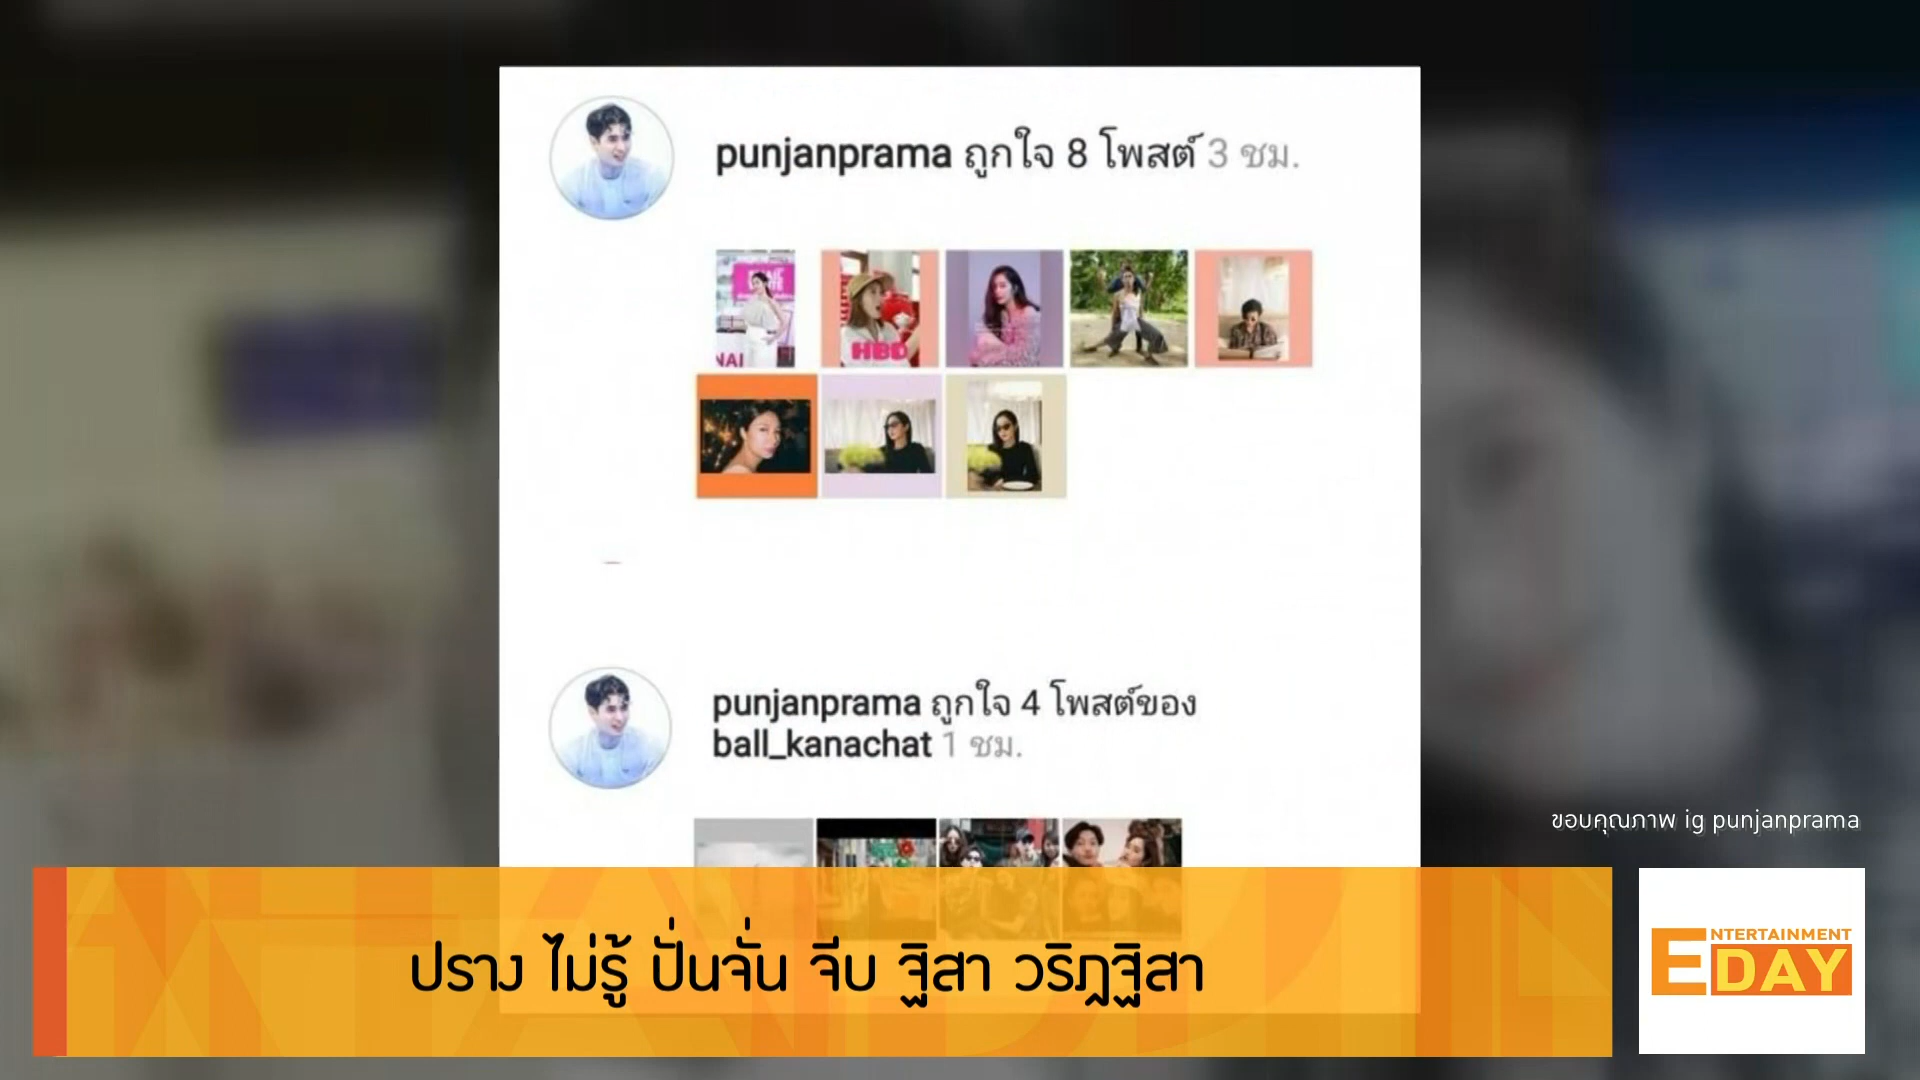 punjanprama ถูกใจ 8 โพสต์ 3 ชม.
HBD
NAI
punjanprama ถูกใจ 4 โพสต์ของ
ball_kanachat 1 ชม.
ขอบคุณภาพ ig punjanprama
ปราง ไม่รู้ ปั่นจั่น จีบ ฐิสา วริฏฐิสา
ENTERTAINMENT
DAY